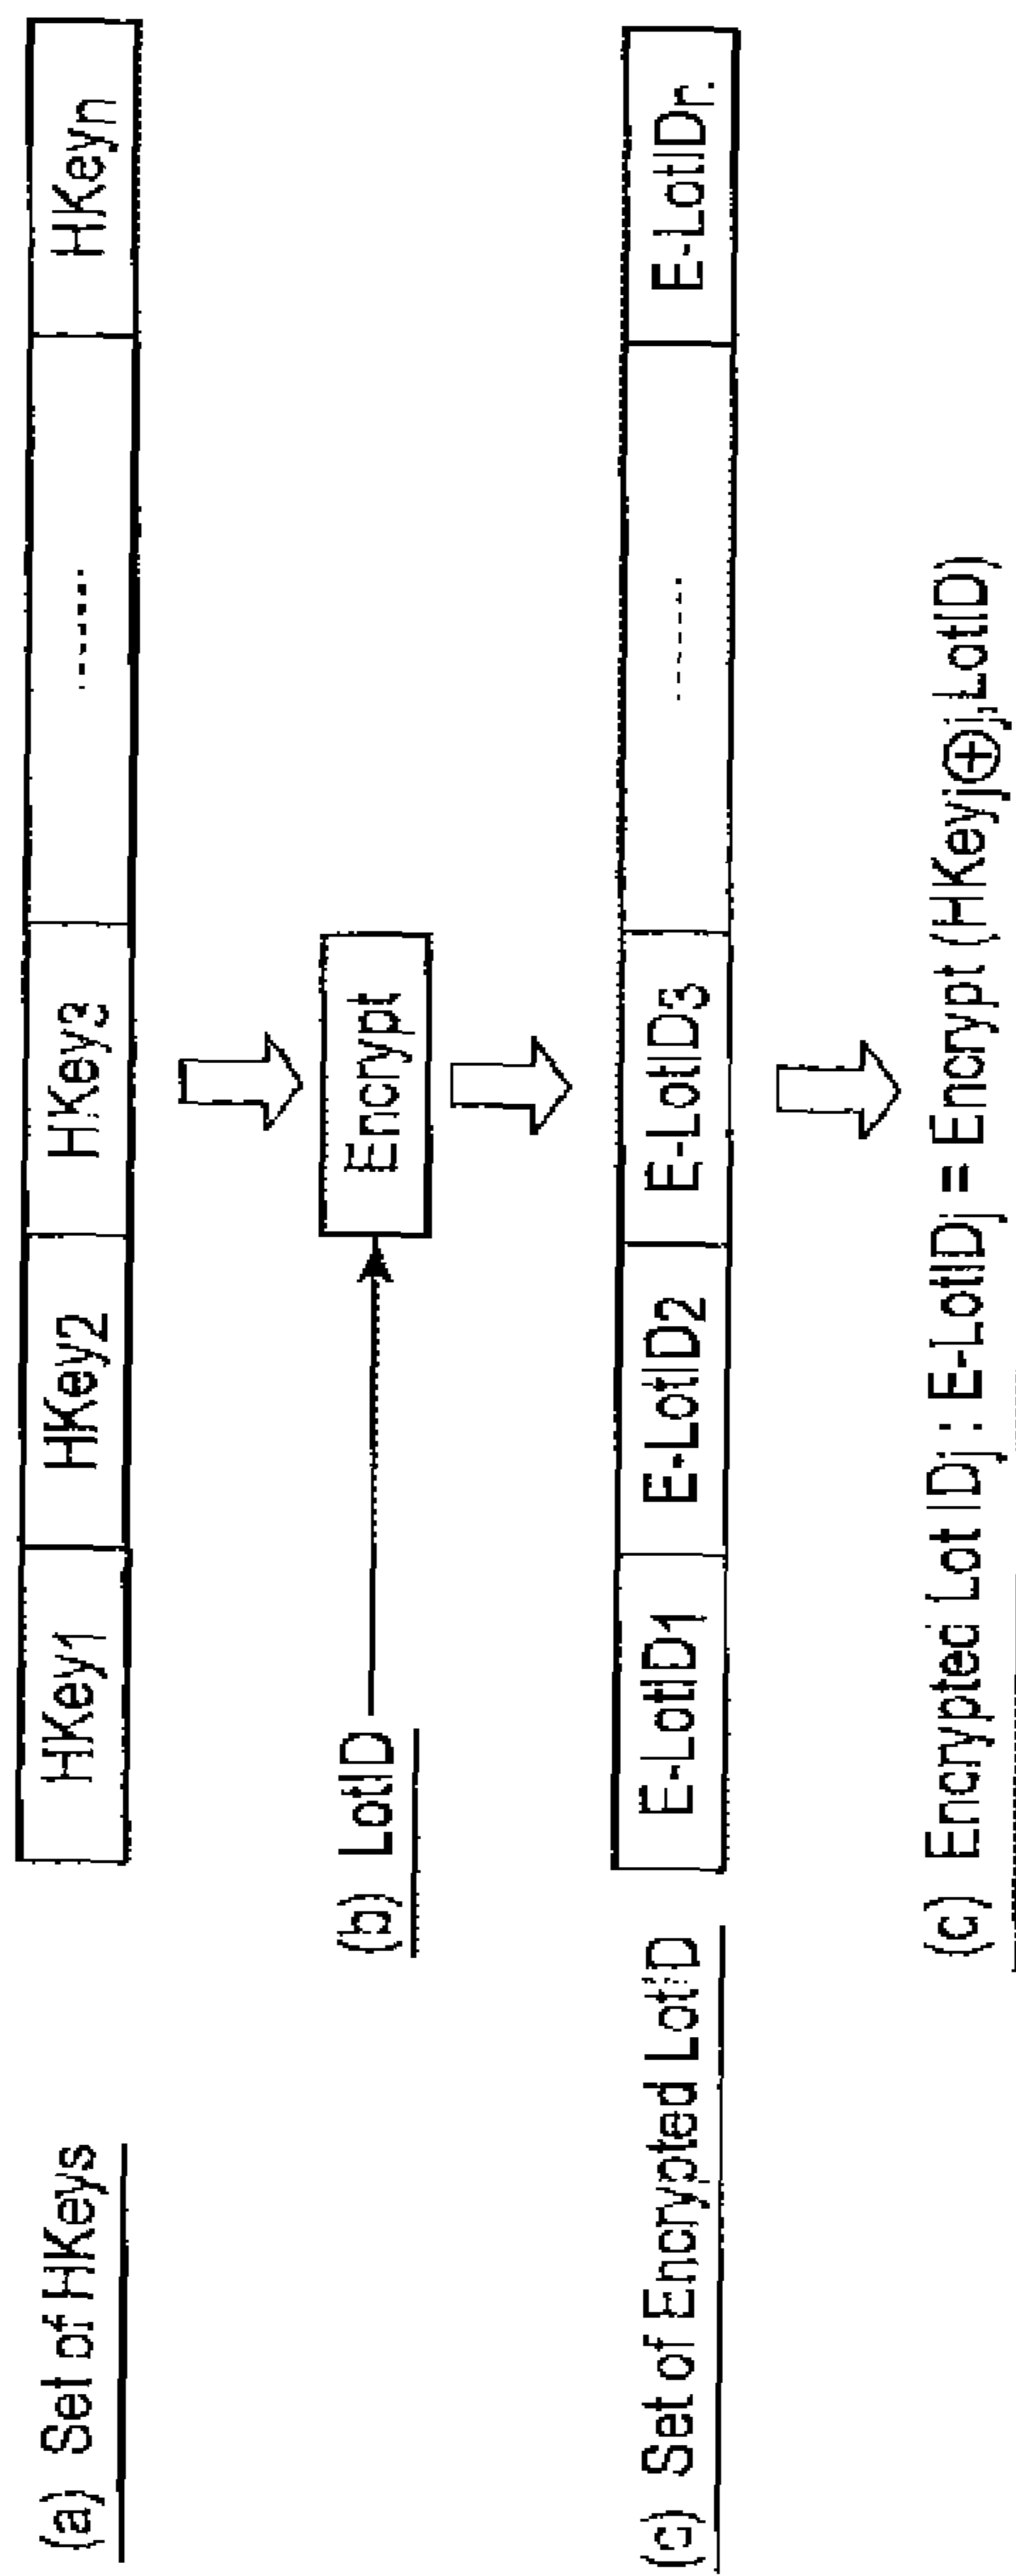 (a) Set of HKeys
HKey1 HKey2 HKey3 ...... HKeyn
(b) LotID
Encrypt
(c) Set of Encrypted LotID
E-LotID1 E-LotID2 E-LotID3 ...... E-LotIDn
(c) Encrypted Lot IDj : E-LotIDj = Encrypt (HKeyj⊕j,LotID)